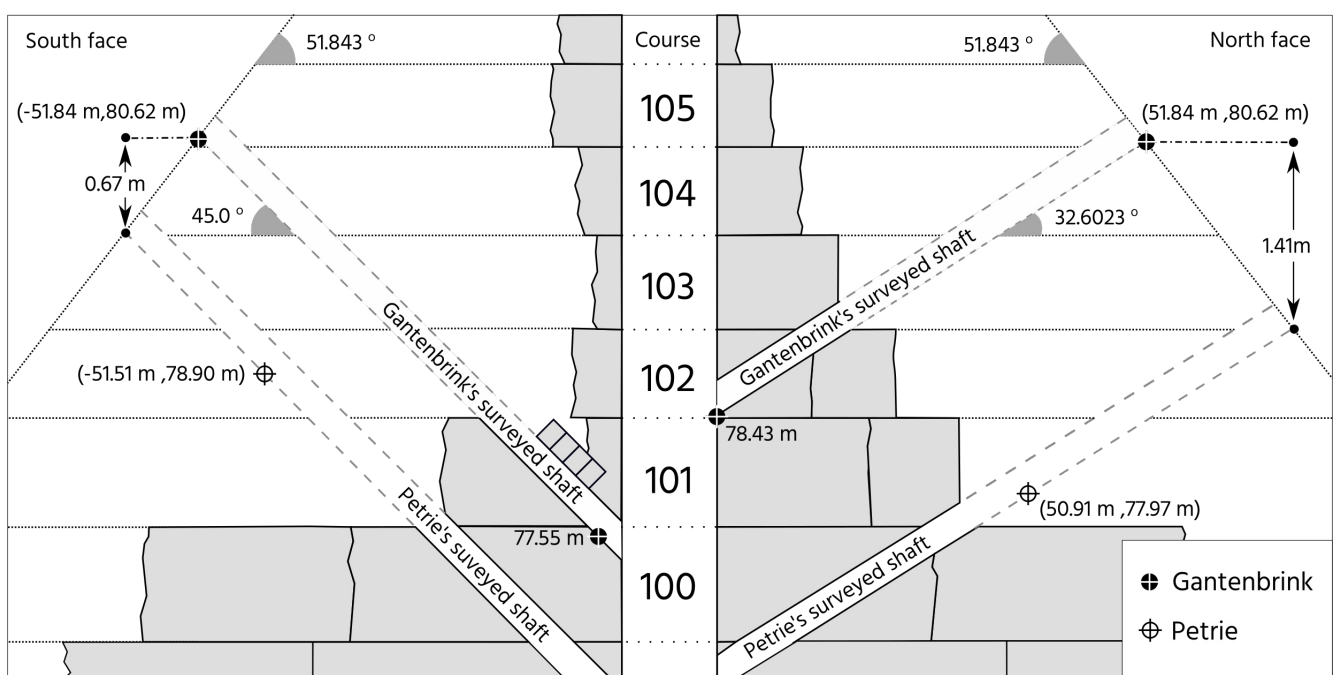 South face
51.843 º
Course
51.843 º
North face
(-51.84 m,80.62 m)
105
(51.84 m ,80.62 m)
0.67 m
104
45.0 º
32.6023 º
1.41m
103
Gantenbrink's surveyed shaft
Gantenbrink's surveyed shaft
(-51.51 m ,78.90 m)
102
78.43 m
101
Petrie's suveyed shaft
(50.91 m ,77.97 m)
77.55 m
100
Petrie's surveyed shaft
Gantenbrink
Petrie